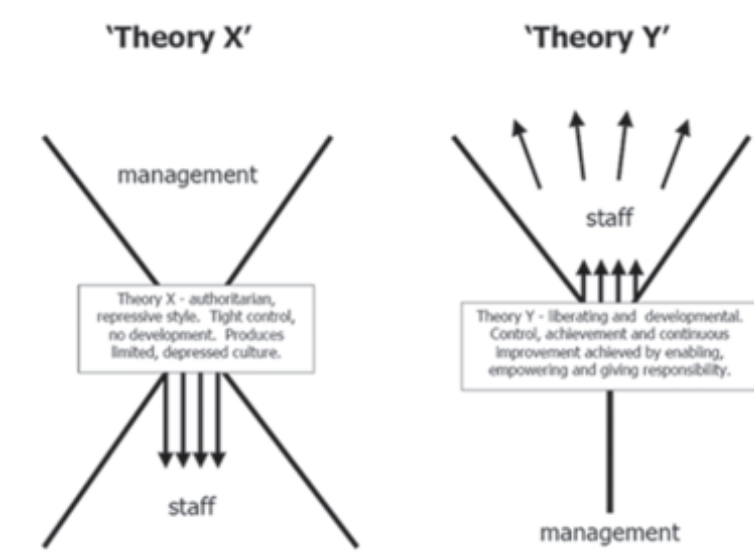 ‘Theory X’
management
Theory X - authoritarian,
repressive style. Tight control,
no development. Produces
limited, depressed culture.
staff
‘Theory Y’
staff
Theory Y - liberating and developmental.
Control, achievement and continuous
improvement achieved by enabling,
empowering and giving responsibility.
management